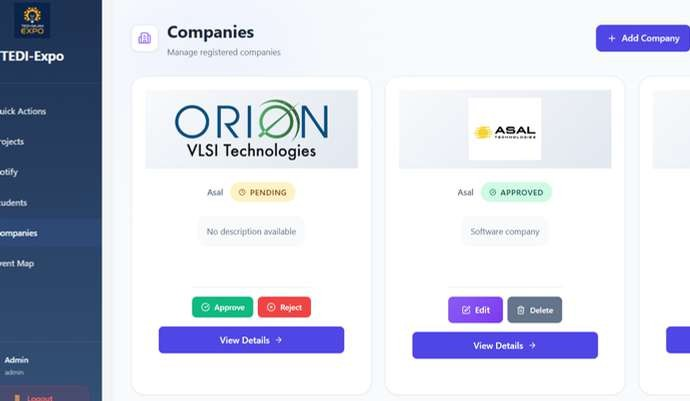 TEDI-Expo
Quick Actions
Projects
Notify
Students
Companies
Event Map
Admin
admin
Logout
Companies
Manage registered companies
+ Add Company
ORION
VLSI Technologies
Asal PENDING
No description available
Approve Reject
View Details →
ASAL
TECHNOLOGIES
Asal APPROVED
Software company
Edit Delete
View Details →